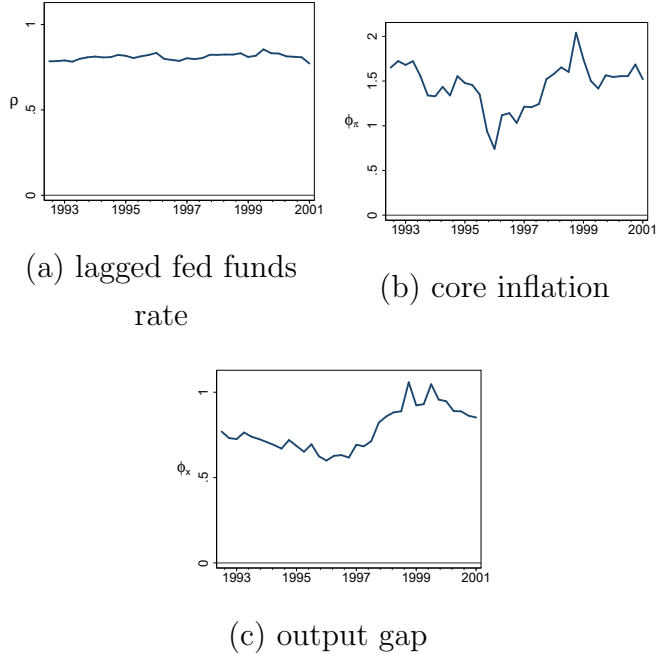 1
.5
0
ρ
1993 1995 1997 1999 2001
(a) lagged fed funds
rate
2
1.5
1
.5
0
ϕπ
1993 1995 1997 1999 2001
(b) core inflation
1
.5
0
ϕx
1993 1995 1997 1999 2001
(c) output gap